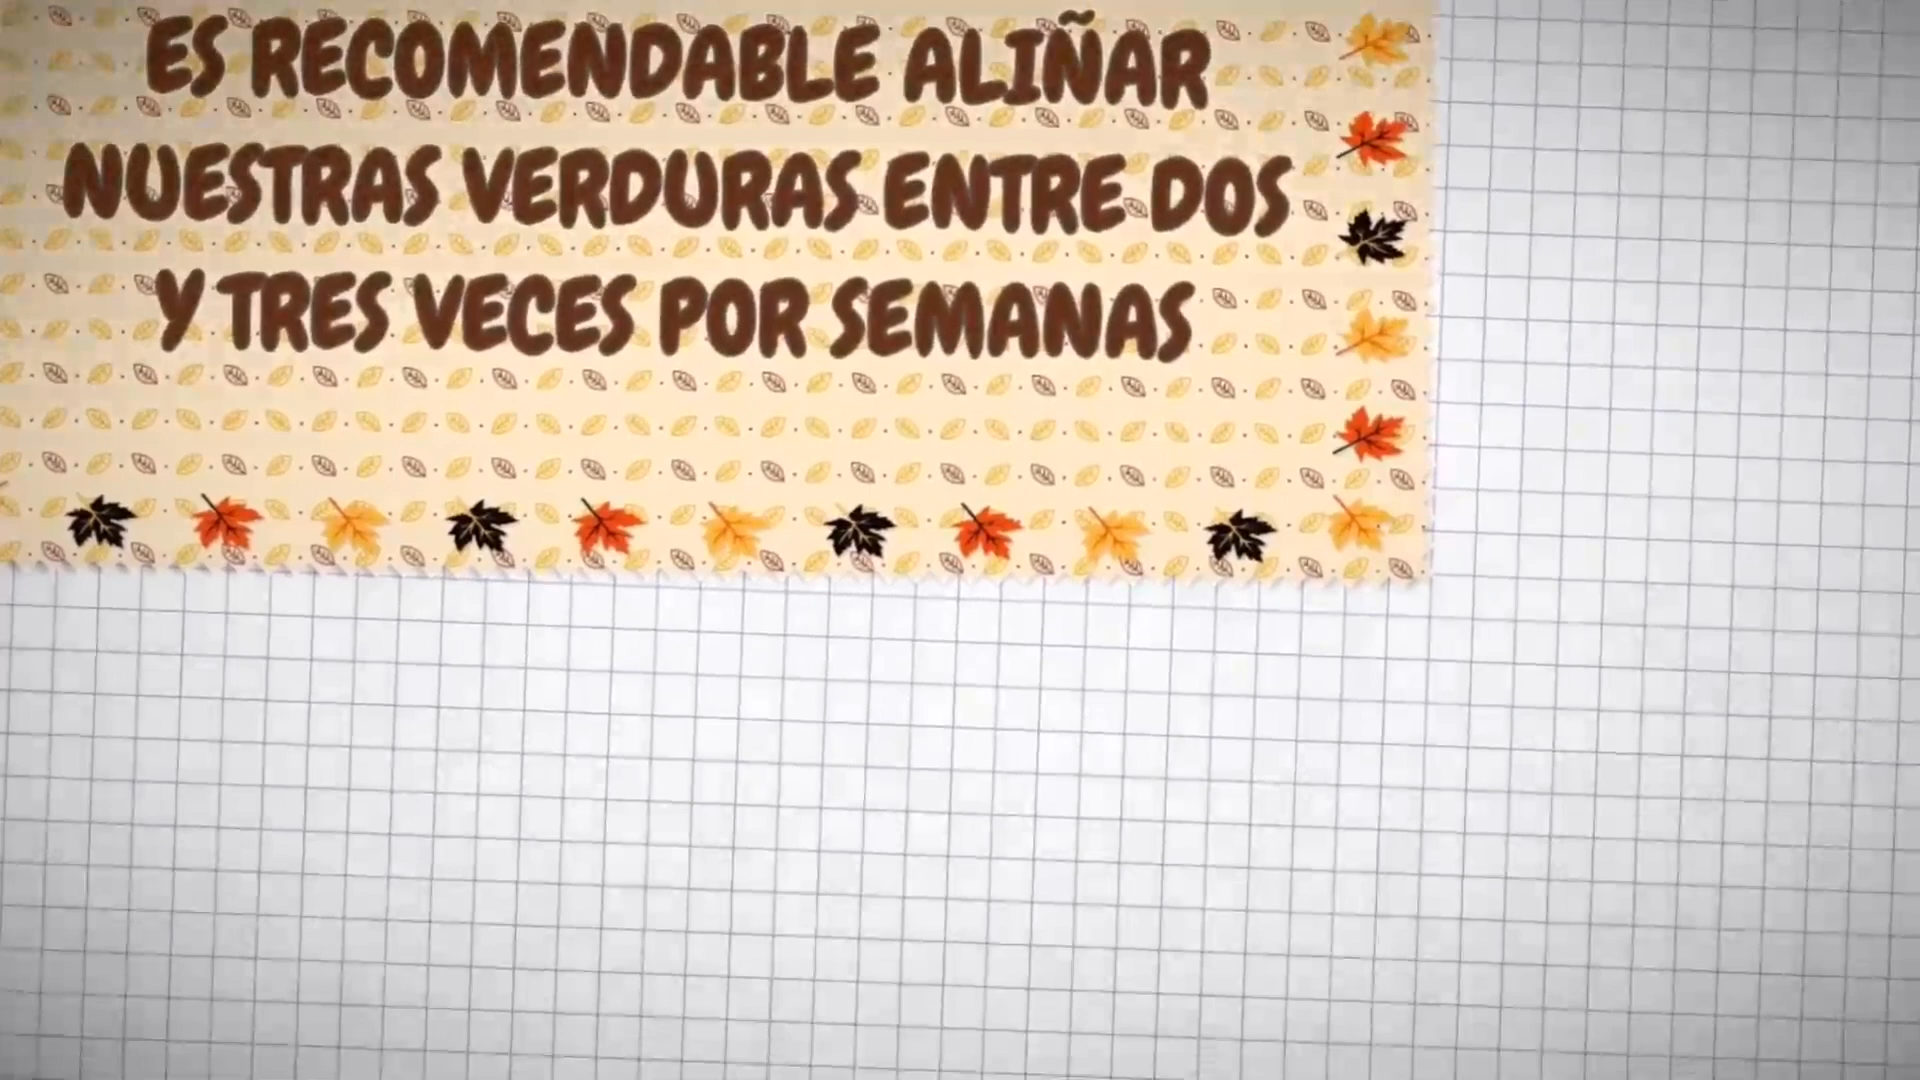 ES RECOMENDABLE ALIÑAR
NUESTRAS VERDURAS ENTRE DOS
Y TRES VECES POR SEMANAS